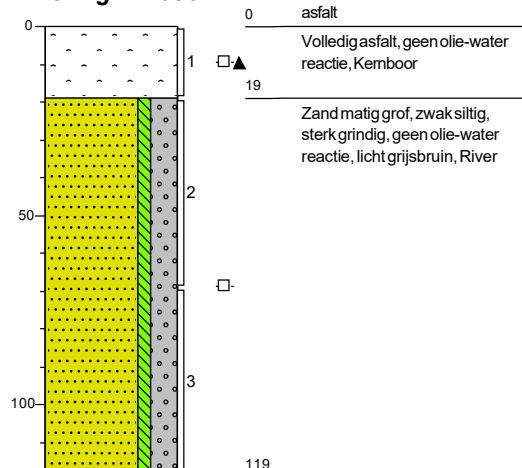 0 asfalt
0
Volledig asfalt, geen olie-water
1
reactie, Kernboor
19
Zand matig grof, zwak siltig,
sterk grindig, geen olie-water
reactie, licht grijsbruin, River
2
50
3
100
119